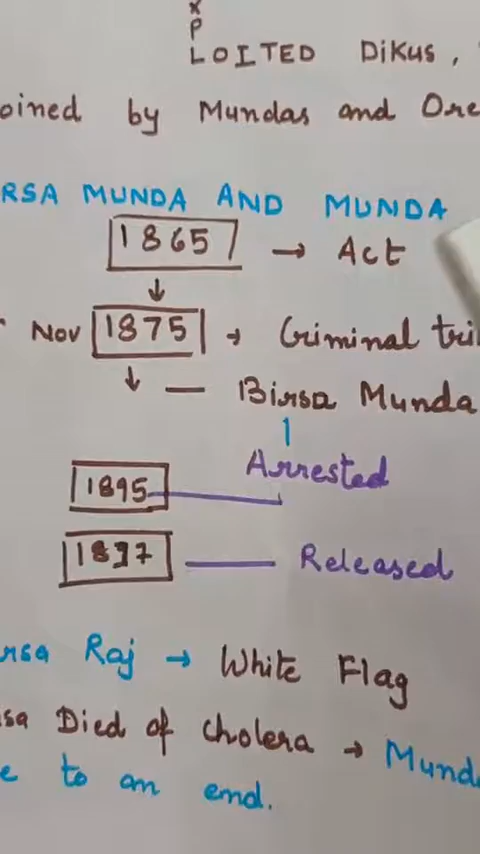 X
P
LOITED DiKus,
oined by Mundas and Ore
RSA MUNDA AND MUNDA
1865 → Act
↓
Nov 1875 → Criminal tri
↓ — Birsa Munda
Arrested
1895
1897 — Released
rsa Raj → White Flag
sa Died of cholera → Munda
e to an end.